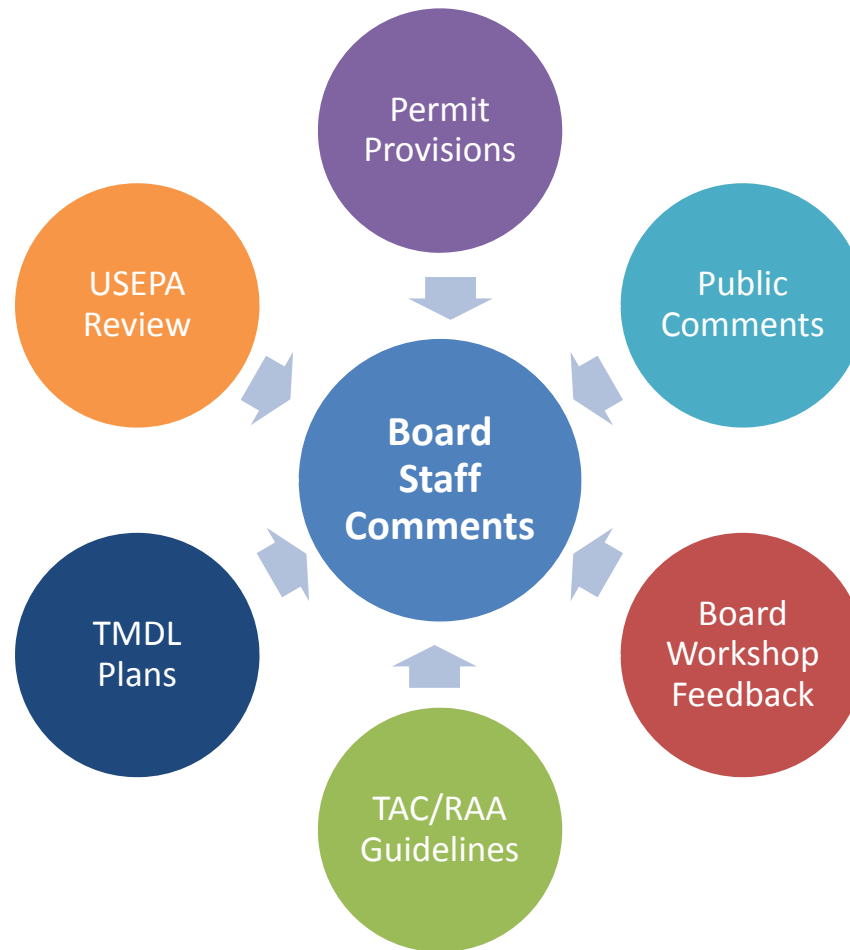 Permit
Provisions
USEPA
Review
Public
Comments
Board
Staff
Comments
TMDL
Plans
Board
Workshop
Feedback
TAC/RAA
Guidelines